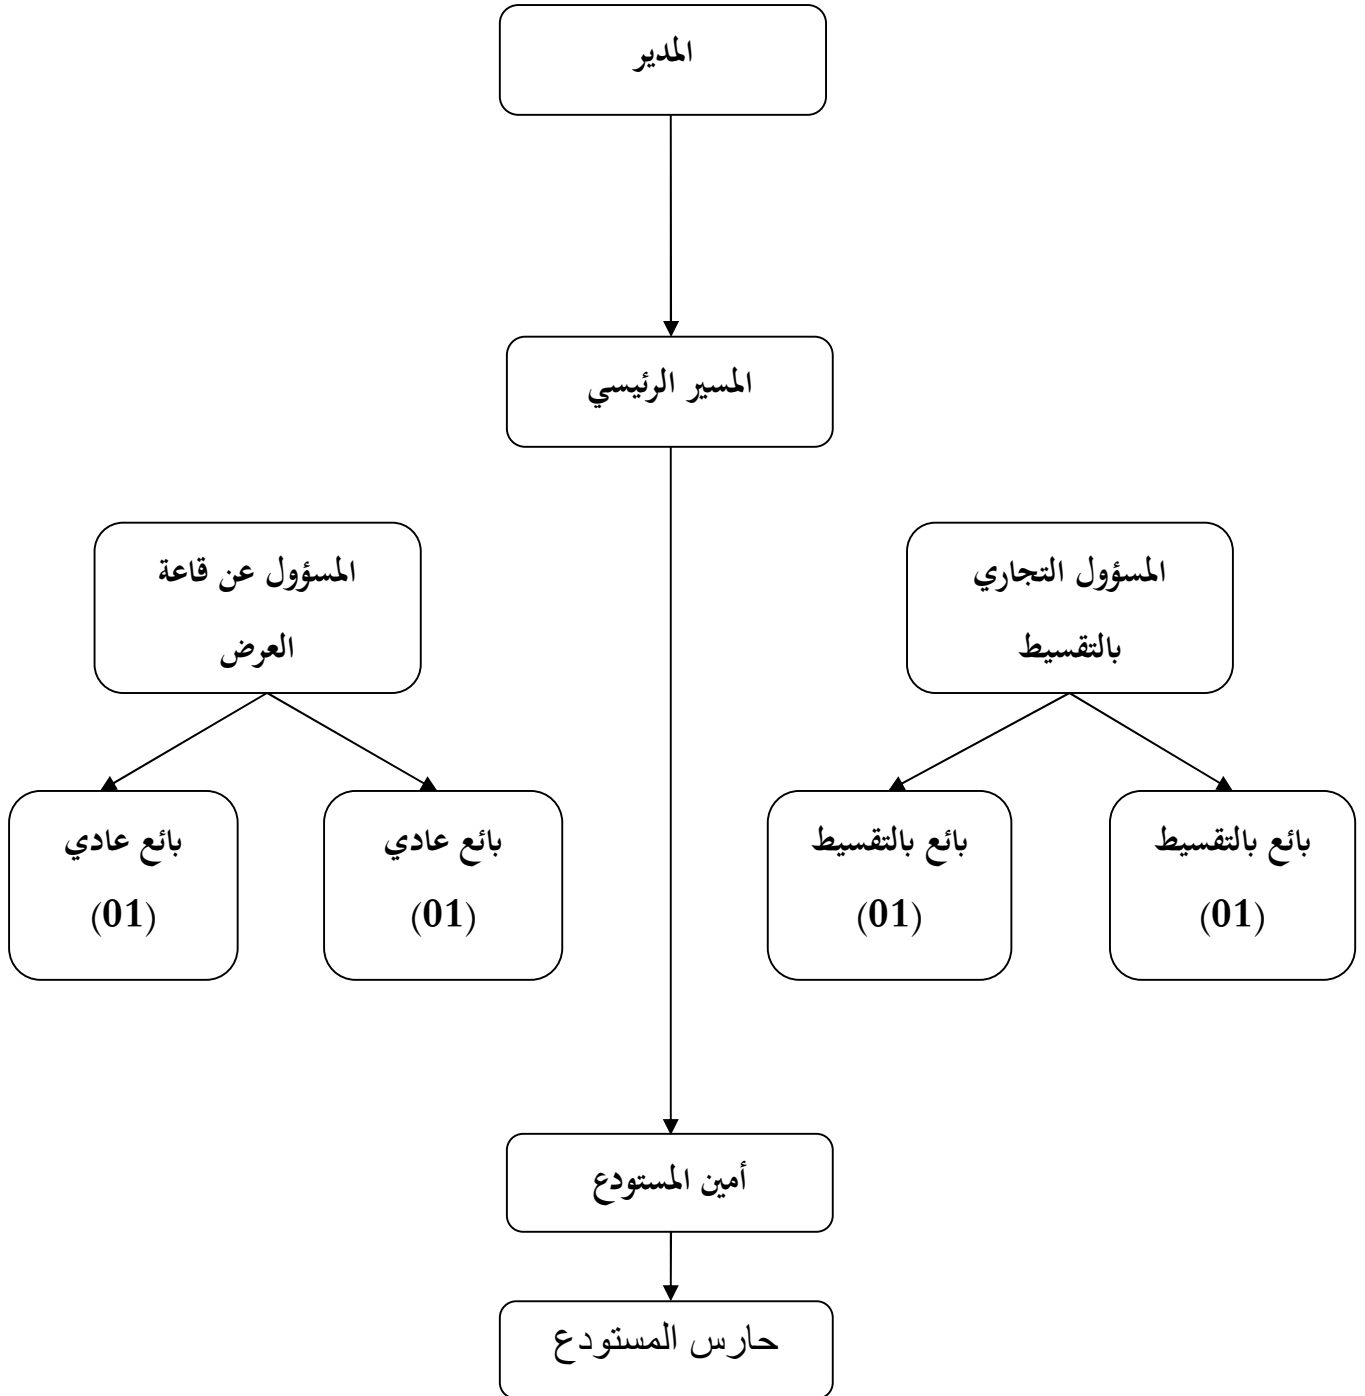 المدير
المسير الرئيسي
المسؤول التجاري
بالتقسيط
المسؤول عن قاعة
العرض
بائع بالتقسيط
(01)
بائع بالتقسيط
(01)
بائع عادي
(01)
بائع عادي
(01)
أمين المستودع
حارس المستودع